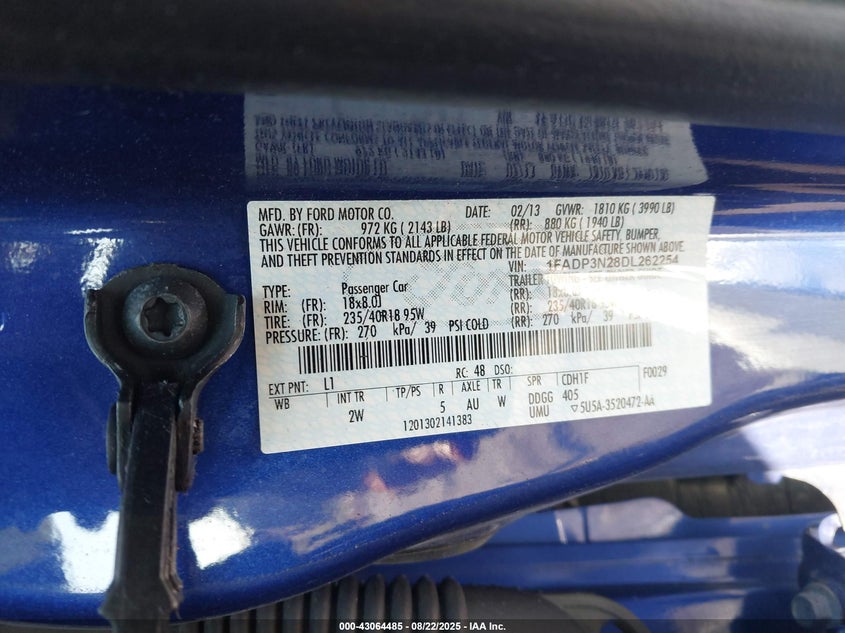 MFD. BY FORD MOTOR CO. DATE: 02/13 GVWR: 1810 KG ( 3990 LB)
GAWR: (FR): 972 KG ( 2143 LB) (RR): 880 KG ( 1940 LB)
THIS VEHICLE CONFORMS TO ALL APPLICABLE FEDERAL MOTOR VEHICLE SAFETY, BUMPER,
AND THEFT PREVENTION STANDARDS IN EFFECT ON THE DATE OF MANUFACTURE SHOWN ABOVE.
VIN: 1FADP3N28DL262254
TYPE: Passenger Car TRAILER
RIM: (FR): 18x8.0J (RR):
TIRE: (FR): 235/40R18 95W (RR): 235/40R18
PRESSURE: (FR): 270 kPa/ 39 PSI COLD (RR): 270 kPa/ 39
EXT PNT: L1 RC: 48 DSO: F0029
WB INT TR TP/PS R AXLE TR SPR CDH1F
2W 5 AU W DDGG 405
1201302141383 UMU 5U5A-3520472-AA
000-43064485 - 08/22/2025 - IAA Inc.